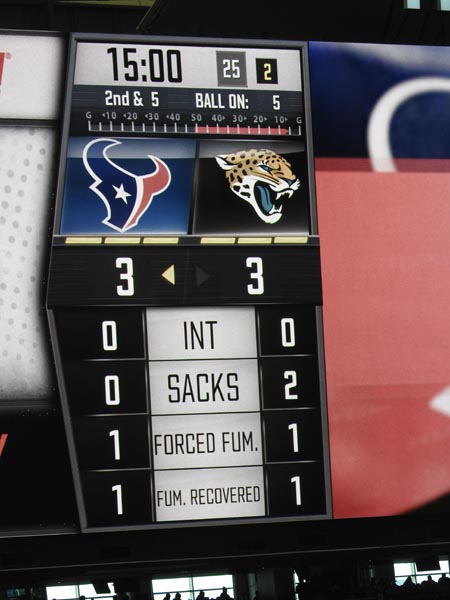 15:00 25 2
2nd & 5 BALL ON: 5
G 10 20 30 40 50 40 30 20 10 G
3 3
0 INT 0
0 SACKS 2
1 FORCED FUM. 1
1 FUM. RECOVERED 1